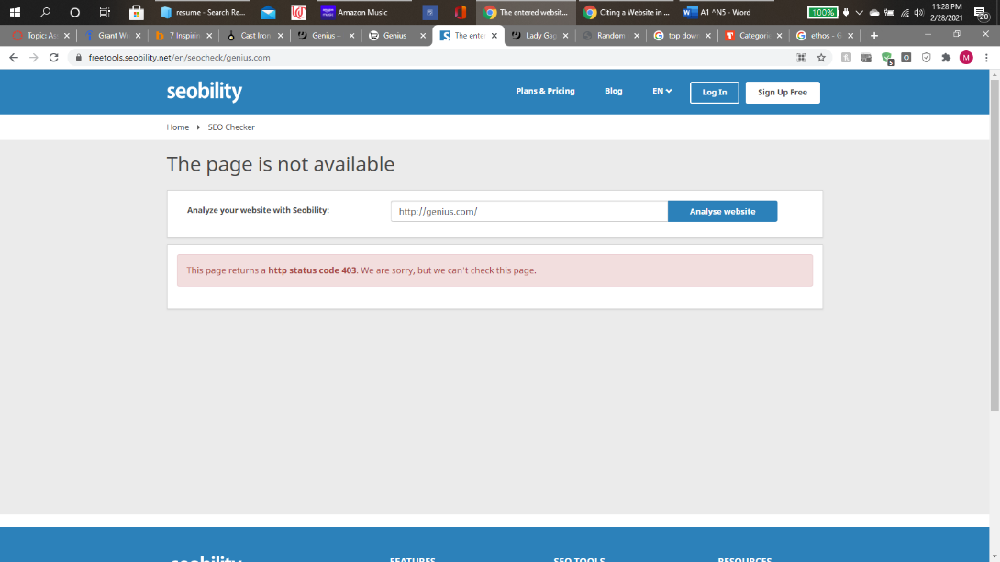 resume - Search Re...
Amazon Music
The entered websit...
Citing a Website in ...
A1 ^N5 - Word
100%
11:28 PM
2/28/2021
20
Topic: As
Grant W
7 Inspirin
Cast Iron
Genius –
Genius
The ente
Lady Gag
Random
top dow
Categori
ethos - G
freetools.seobility.net/en/seocheck/genius.com
5
M
seobility
Plans & Pricing
Blog
EN
Log In
Sign Up Free
Home
SEO Checker
The page is not available
Analyze your website with Seobility:
http://genius.com/
Analyse website
This page returns a http status code 403. We are sorry, but we can't check this page.
seobility
FEATURES
SEO TOOLS
RESOURCES